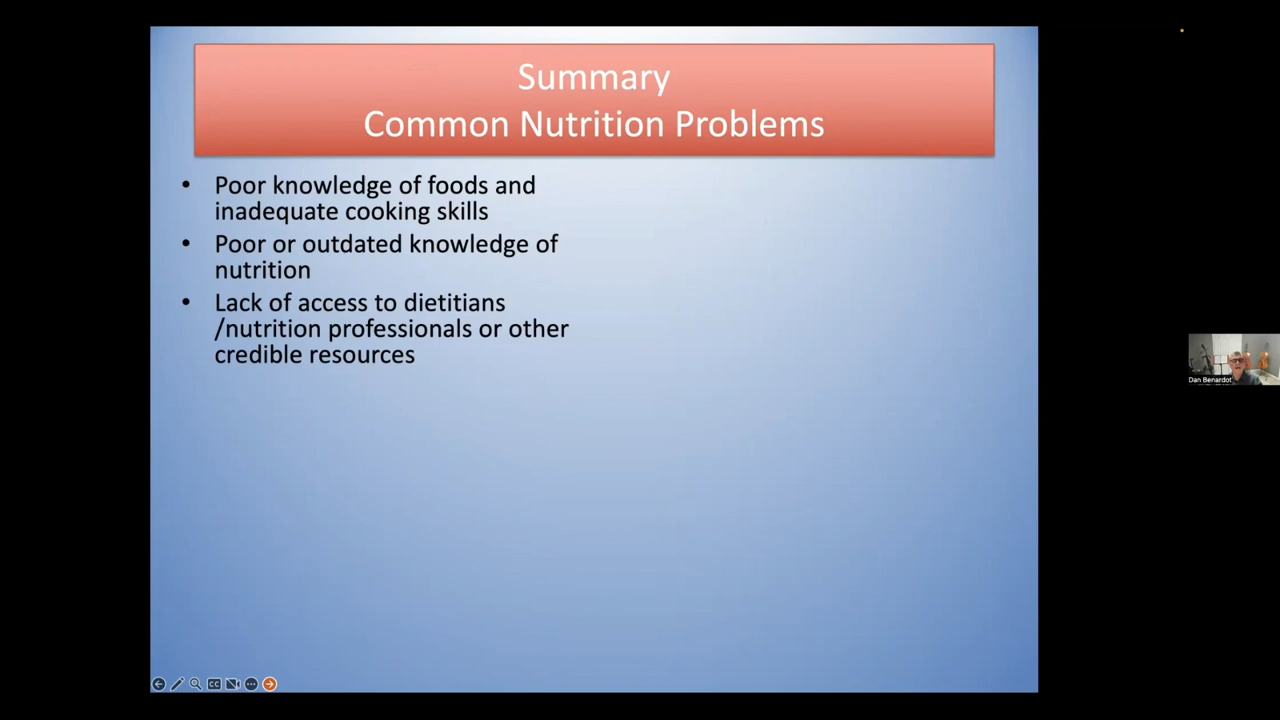 Summary
Common Nutrition Problems
• Poor knowledge of foods and
inadequate cooking skills
• Poor or outdated knowledge of
nutrition
• Lack of access to dietitians
/nutrition professionals or other
credible resources
Dan Benardot
CC